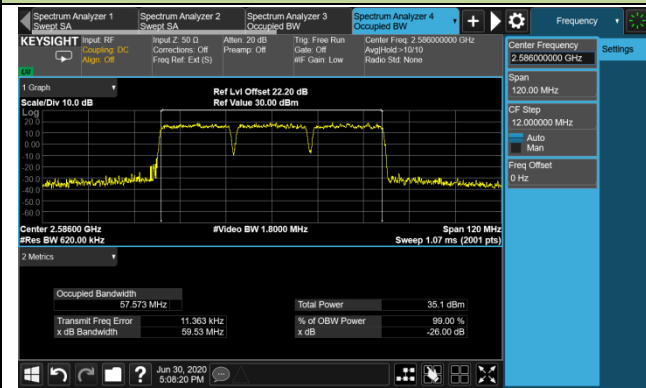 Spectrum Analyzer 1
Swept SA
Spectrum Analyzer 2
Swept SA
Spectrum Analyzer 3
Occupied BW
Spectrum Analyzer 4
Occupied BW
Frequency
KEYSIGHT
Input: RF
Coupling: DC
Align: Off
Input Z: 50 Ω
Corrections: Off
Freq Ref: Ext (S)
Atten: 20 dB
Preamp: Off
Trig: Free Run
Gate: Off
#IF Gain: Low
Center Freq: 2.586000000 GHz
Avg|Hold:>10/10
Radio Std: None
Center Frequency
2.586000000 GHz
Settings
Span
120.00 MHz
CF Step
12.000000 MHz
Auto
Man
Freq Offset
0 Hz
1 Graph
Scale/Div 10.0 dB
Ref Lvl Offset 22.20 dB
Ref Value 30.00 dBm
Log
20.0
10.0
0.00
-10.0
-20.0
-30.0
-40.0
-50.0
-60.0
Center 2.58600 GHz
#Res BW 620.00 kHz
#Video BW 1.8000 MHz
Span 120 MHz
Sweep 1.07 ms (2001 pts)
2 Metrics
Occupied Bandwidth
57.573 MHz
Total Power 35.1 dBm
Transmit Freq Error 11.363 kHz
% of OBW Power 99.00 %
x dB Bandwidth 59.53 MHz
x dB -26.00 dB
Jun 30, 2020
5:08:20 PM